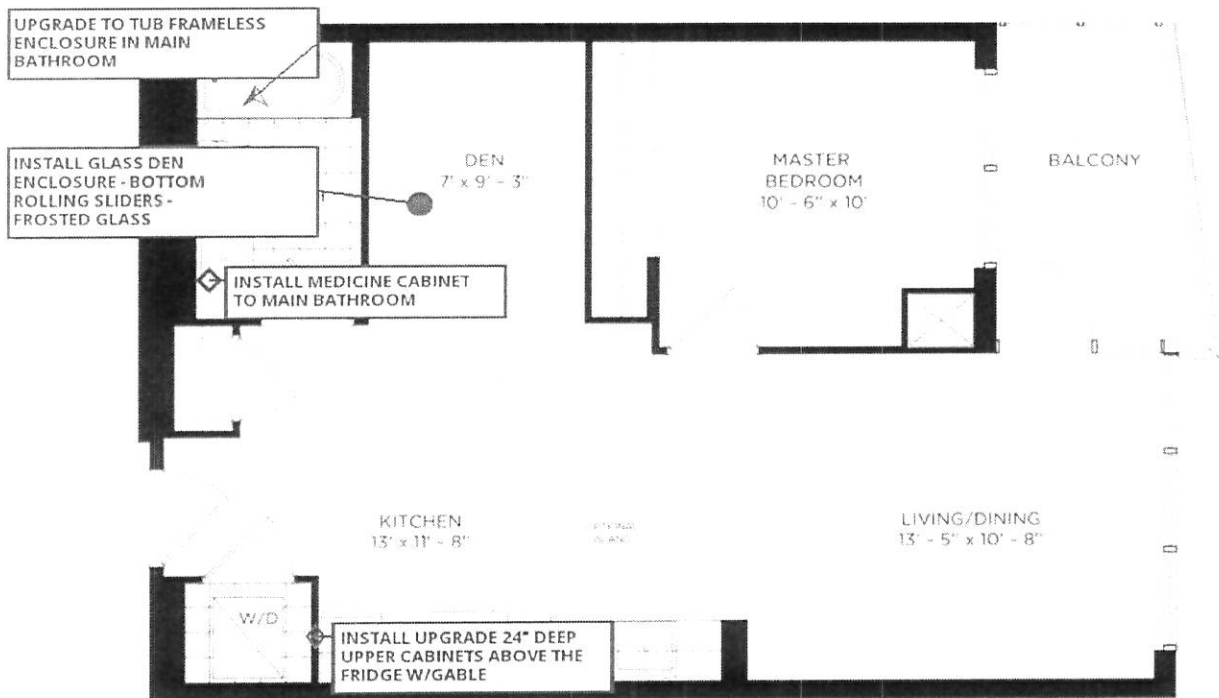 UPGRADE TO TUB FRAMELESS
ENCLOSURE IN MAIN
BATHROOM
INSTALL GLASS DEN
ENCLOSURE - BOTTOM
ROLLING SLIDERS -
FROSTED GLASS
DEN
7' x 9' - 3"
MASTER
BEDROOM
10' - 6" x 10'
BALCONY
INSTALL MEDICINE CABINET
TO MAIN BATHROOM
KITCHEN
13' x 11' - 8"
OPTIONAL
ISLAND
LIVING/DINING
13' - 5" x 10' - 8"
W/D
INSTALL UPGRADE 24" DEEP
UPPER CABINETS ABOVE THE
FRIDGE W/GABLE